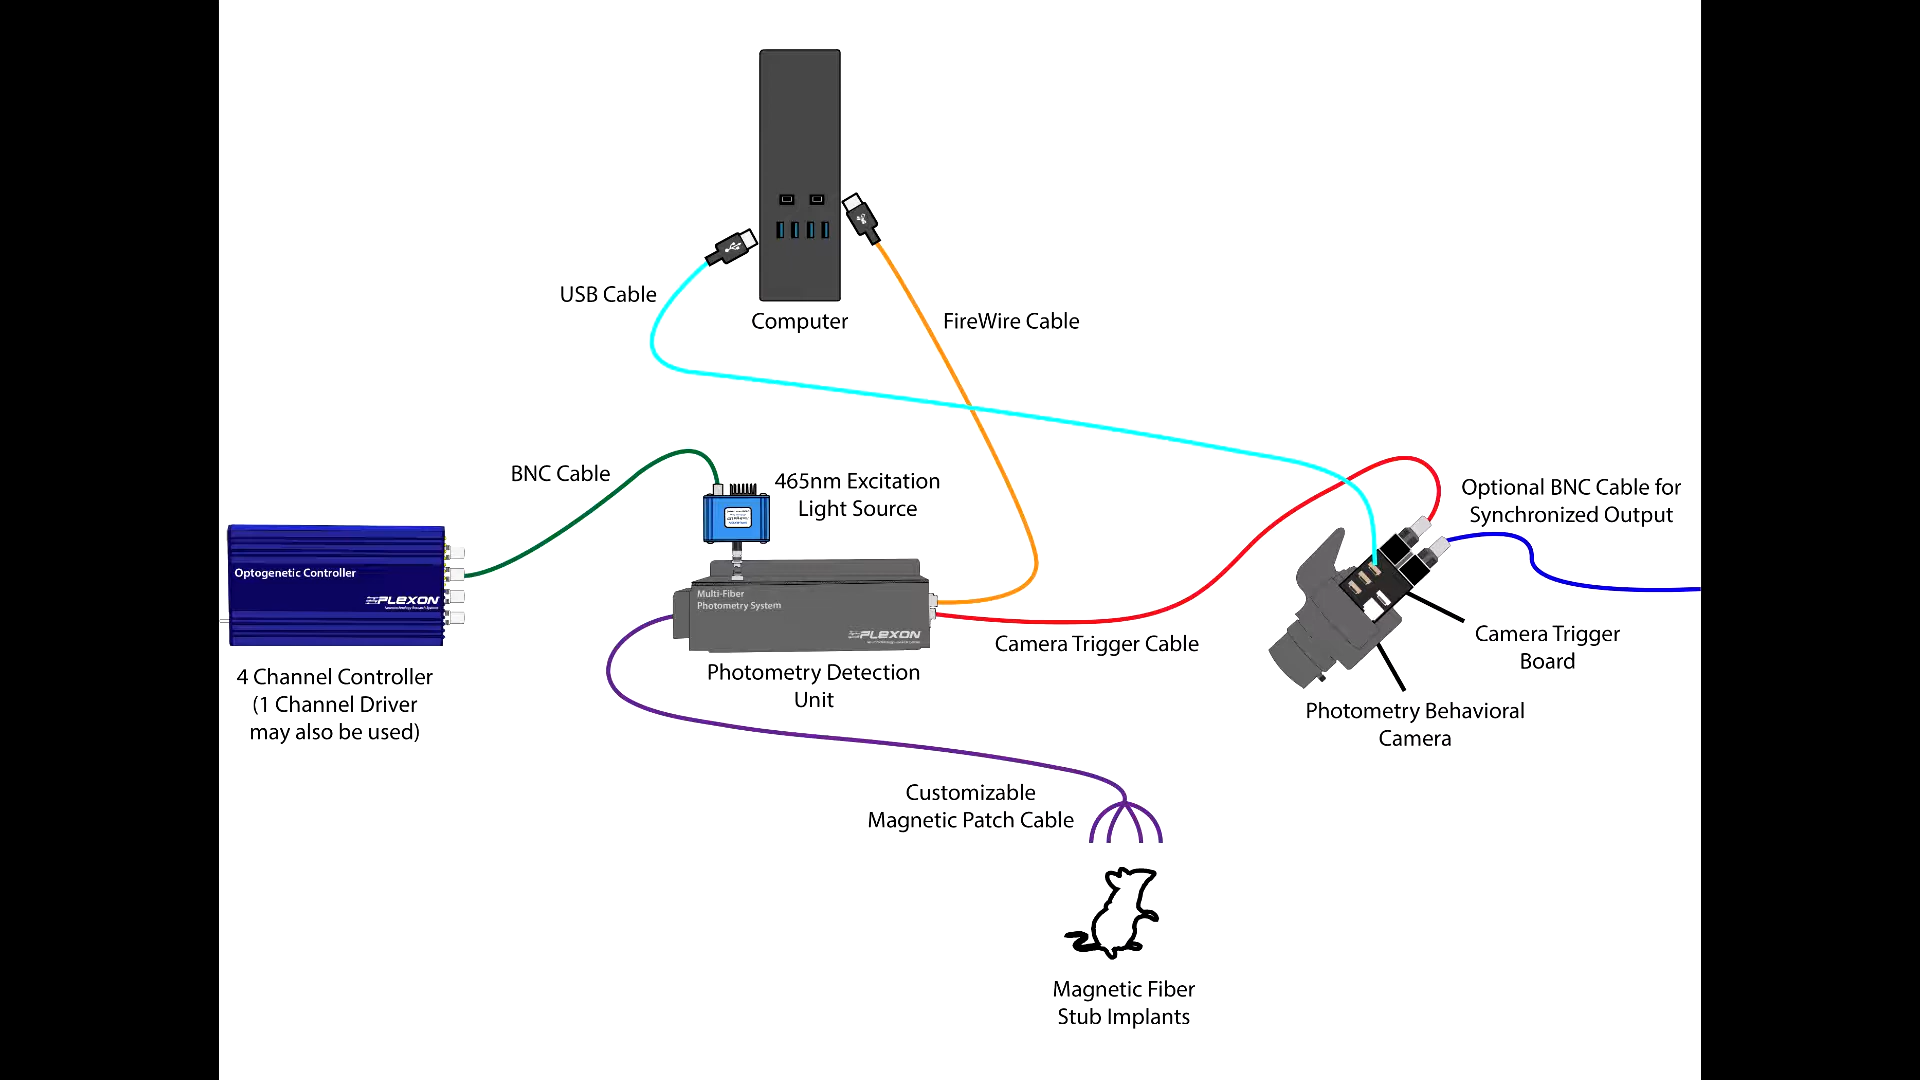 USB Cable
Computer
FireWire Cable
BNC Cable
465nm Excitation
Light Source
Optional BNC Cable for
Synchronized Output
Optogenetic Controller
PLEXON
Multi-Fiber
Photometry System
PLEXON
Camera Trigger Cable
Camera Trigger
Board
4 Channel Controller
(1 Channel Driver
may also be used)
Photometry Detection
Unit
Photometry Behavioral
Camera
Customizable
Magnetic Patch Cable
Magnetic Fiber
Stub Implants